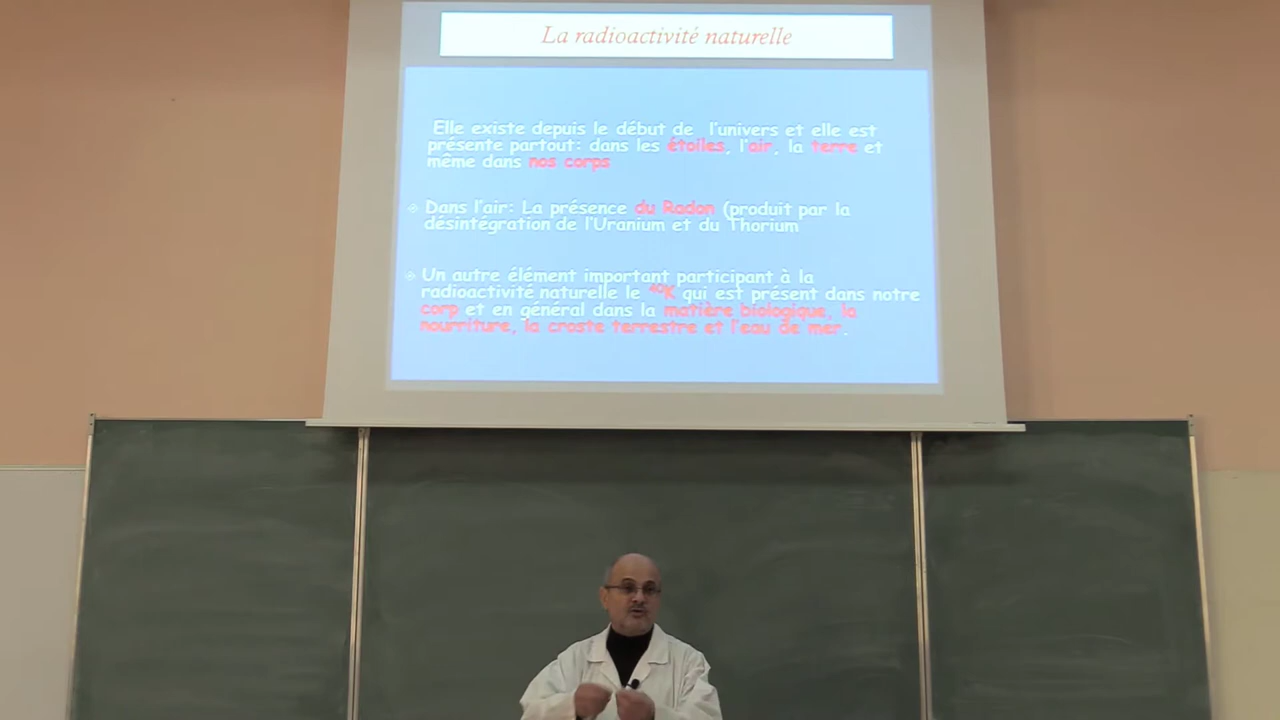 La radioactivité naturelle
Elle existe depuis le début de l'univers et elle est
présente partout: dans les étoiles, l'air, la terre et
même dans nos corps
Dans l'air: La présence du Radon (produit par la
désintégration de l'Uranium et du Thorium
Un autre élément important participant à la
radioactivité naturelle le ⁴⁰K qui est présent dans notre
corp et en général dans la matière biologique, la
nourriture, la croste terrestre et l'eau de mer.